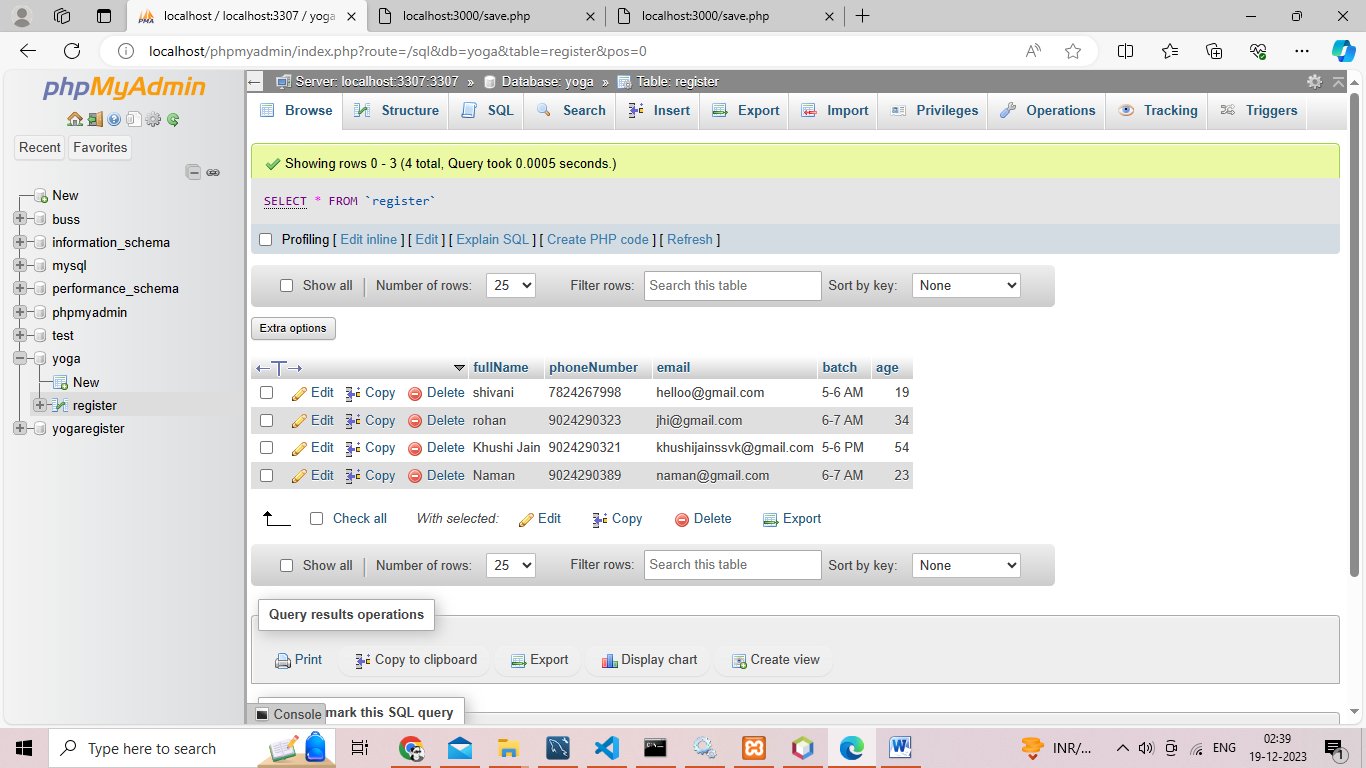 localhost / localhost:3307 / yoga
localhost:3000/save.php
localhost:3000/save.php
localhost/phpmyadmin/index.php?route=/sql&db=yoga&table=register&pos=0
phpMyAdmin
Recent Favorites
New
buss
information_schema
mysql
performance_schema
phpmyadmin
test
yoga
New
register
yogaregister
Server: localhost:3307:3307 » Database: yoga » Table: register
Browse Structure SQL Search Insert Export Import Privileges Operations Tracking Triggers
Showing rows 0 - 3 (4 total, Query took 0.0005 seconds.)
SELECT * FROM `register`
Profiling [ Edit inline ] [ Edit ] [ Explain SQL ] [ Create PHP code ] [ Refresh ]
Show all Number of rows: 25 Filter rows: Search this table Sort by key: None
Extra options
fullName phoneNumber email batch age
Edit Copy Delete shivani 7824267998 helloo@gmail.com 5-6 AM 19
Edit Copy Delete rohan 9024290323 jhi@gmail.com 6-7 AM 34
Edit Copy Delete Khushi Jain 9024290321 khushijainssvk@gmail.com 5-6 PM 54
Edit Copy Delete Naman 9024290389 naman@gmail.com 6-7 AM 23
Check all With selected: Edit Copy Delete Export
Show all Number of rows: 25 Filter rows: Search this table Sort by key: None
Query results operations
Print Copy to clipboard Export Display chart Create view
Console mark this SQL query
Type here to search
INR/... ENG 02:39
19-12-2023
1